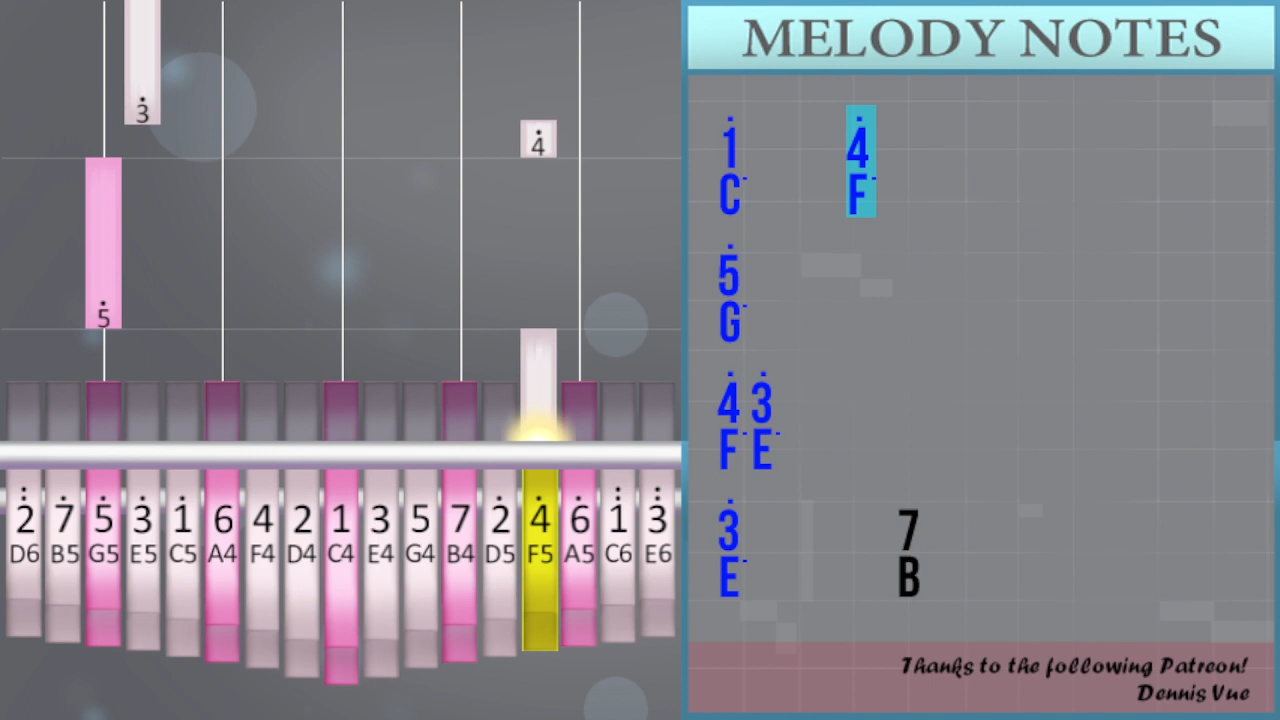 3̇
4̇
5̇
2̈ 7̇ 5̇ 3̇ 1̇ 6 4 2 1 3 5 7 2̇ 4̇ 6̇ 1̈ 3̈
D6 B5 G5 E5 C5 A4 F4 D4 C4 E4 G4 B4 D5 F5 A5 C6 E6
MELODY NOTES
1̇ 4̇
C˙ F˙
5̇
G˙
4̇ 3̇
F˙ E˙
3̇ 7
E˙ B
Thanks to the following Patreon!
Dennis Vue